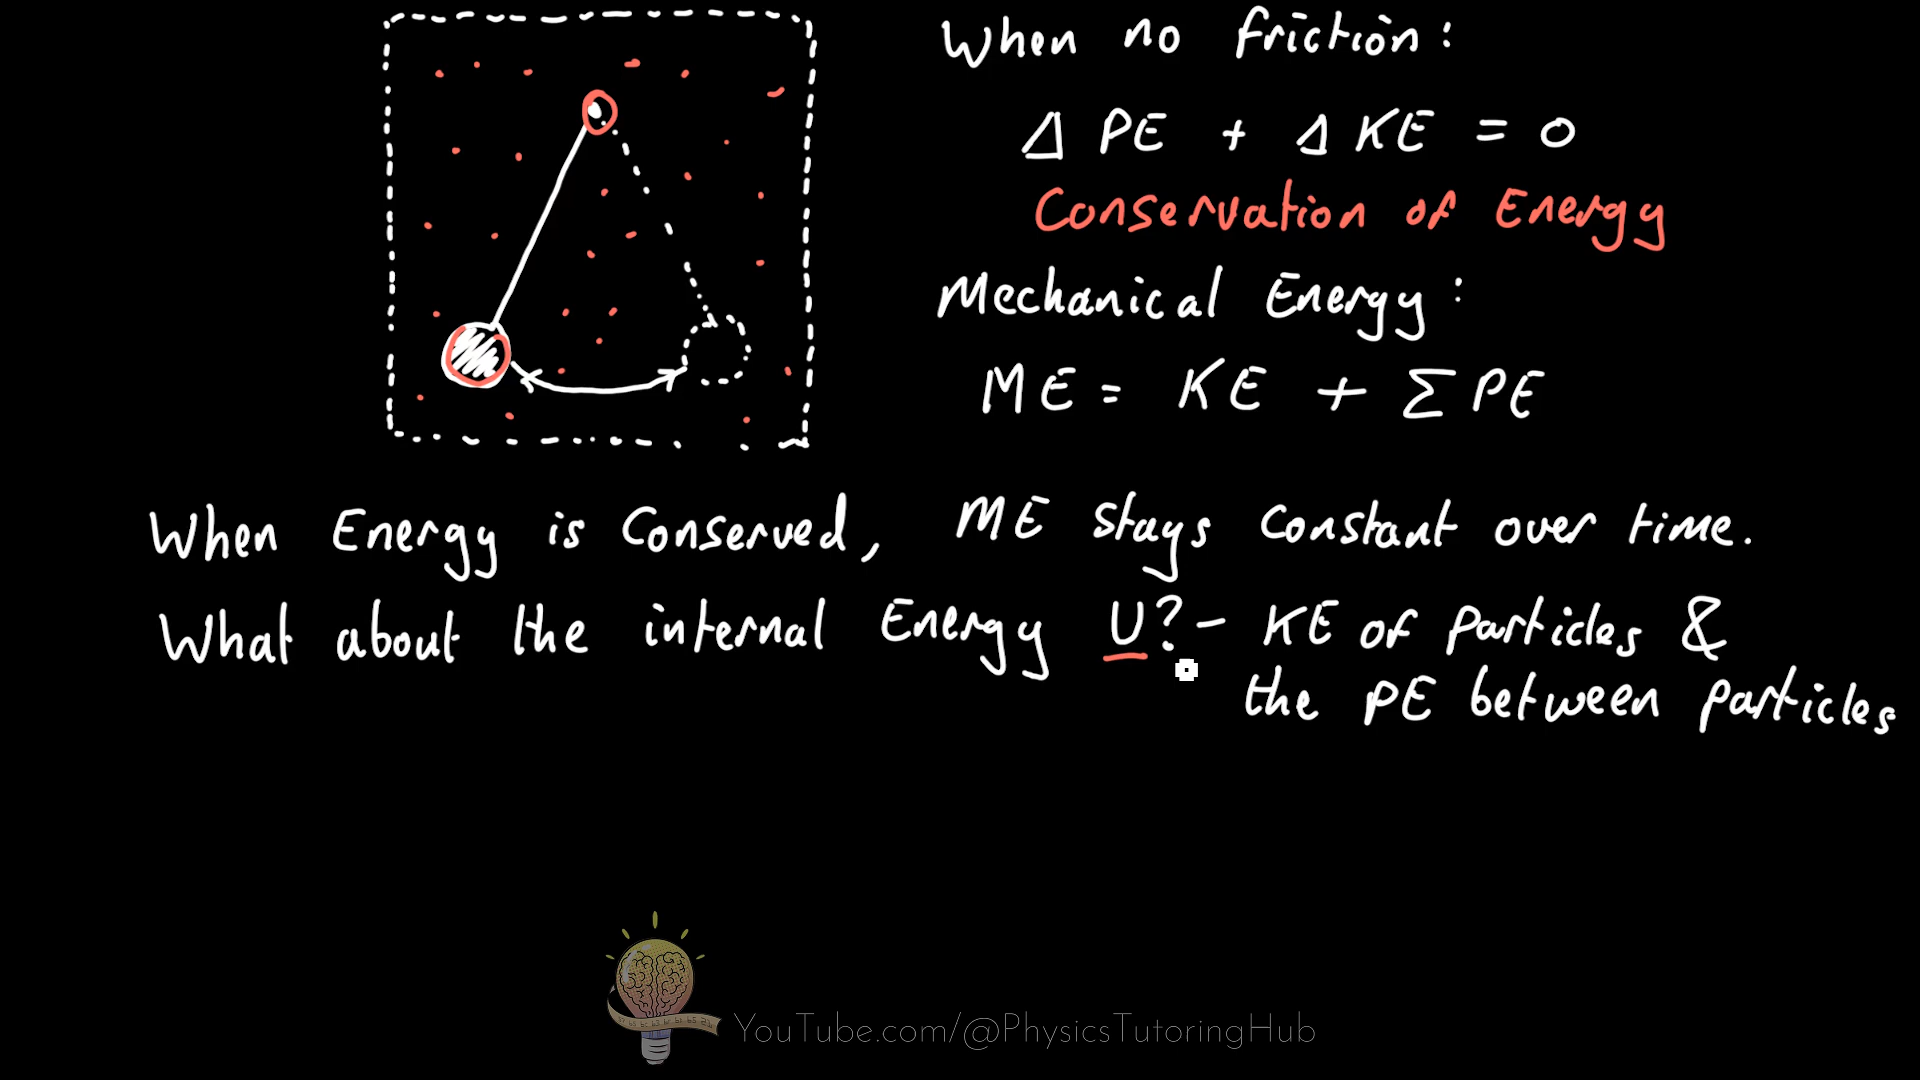 When no friction:
Δ PE + Δ KE = 0
Conservation of Energy
Mechanical Energy:
ME = KE + Σ PE
When Energy is Conserved, ME stays constant over time.
What about the internal Energy U? - KE of particles &
the PE between particles
YouTube.com/@PhysicsTutoringHub